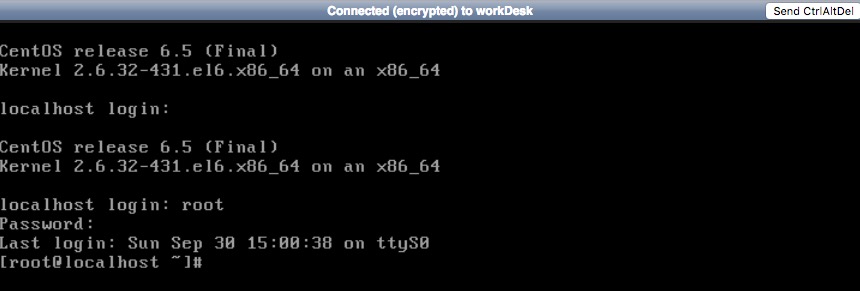 Connected (encrypted) to workDesk
Send CtrlAltDel
CentOS release 6.5 (Final)
Kernel 2.6.32-431.el6.x86_64 on an x86_64
localhost login:
CentOS release 6.5 (Final)
Kernel 2.6.32-431.el6.x86_64 on an x86_64
localhost login: root
Password:
Last login: Sun Sep 30 15:00:38 on ttyS0
[root@localhost ~]#